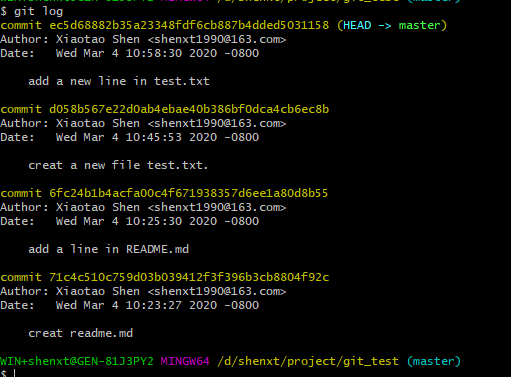 $ git log
commit ec5d68882b35a23348fdf6cb887b4dded5031158 (HEAD -> master)
Author: Xiaotao Shen <shenxt1990@163.com>
Date:   Wed Mar 4 10:58:30 2020 -0800
add a new line in test.txt
commit d058b567e22d0ab4ebae40b386bf0dca4cb6ec8b
Author: Xiaotao Shen <shenxt1990@163.com>
Date:   Wed Mar 4 10:45:53 2020 -0800
creat a new file test.txt.
commit 6fc24b1b4acfa00c4f671938357d6ee1a80d8b55
Author: Xiaotao Shen <shenxt1990@163.com>
Date:   Wed Mar 4 10:25:30 2020 -0800
add a line in README.md
commit 71c4c510c759d03b039412f3f396b3cb8804f92c
Author: Xiaotao Shen <shenxt1990@163.com>
Date:   Wed Mar 4 10:23:27 2020 -0800
creat readme.md
WIN+shenxt@GEN-81J3PY2 MINGW64 /d/shenxt/project/git_test (master)
$